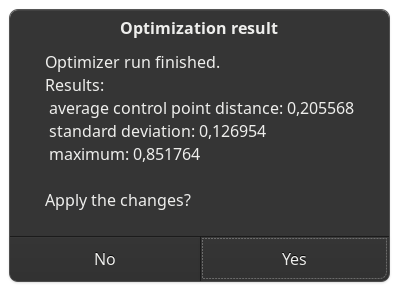 Optimization result
Optimizer run finished.
Results:
average control point distance: 0,205568
standard deviation: 0,126954
maximum: 0,851764
Apply the changes?
No
Yes